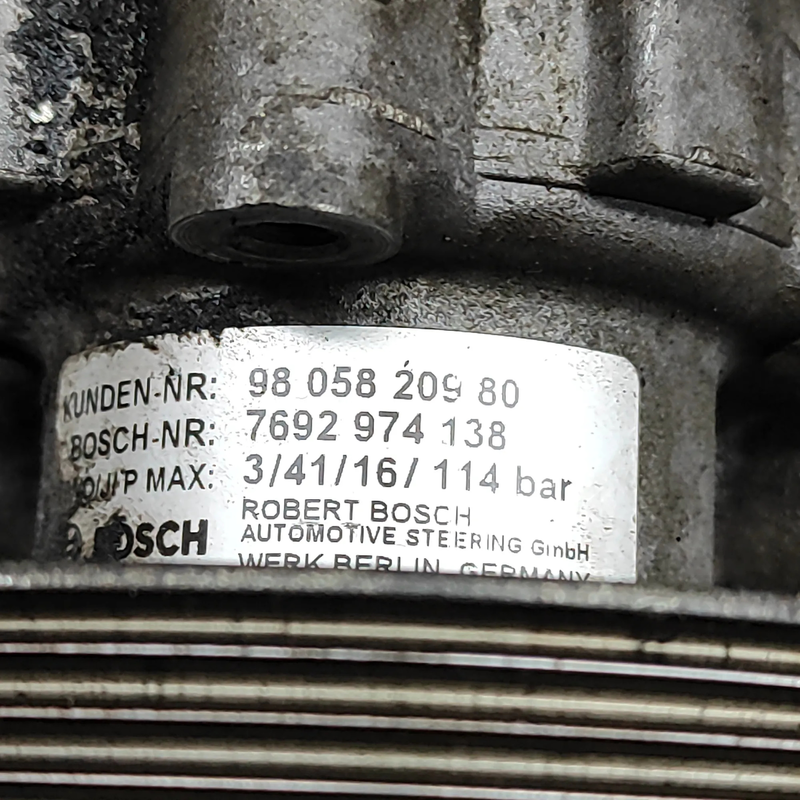 KUNDEN-NR: 98 058 209 80
BOSCH-NR: 7692 974 138
P MAX: 3/41/16/ 114 bar
ROBERT BOSCH
BOSCH AUTOMOTIVE STEERING GmbH
WERK BERLIN, GERMANY